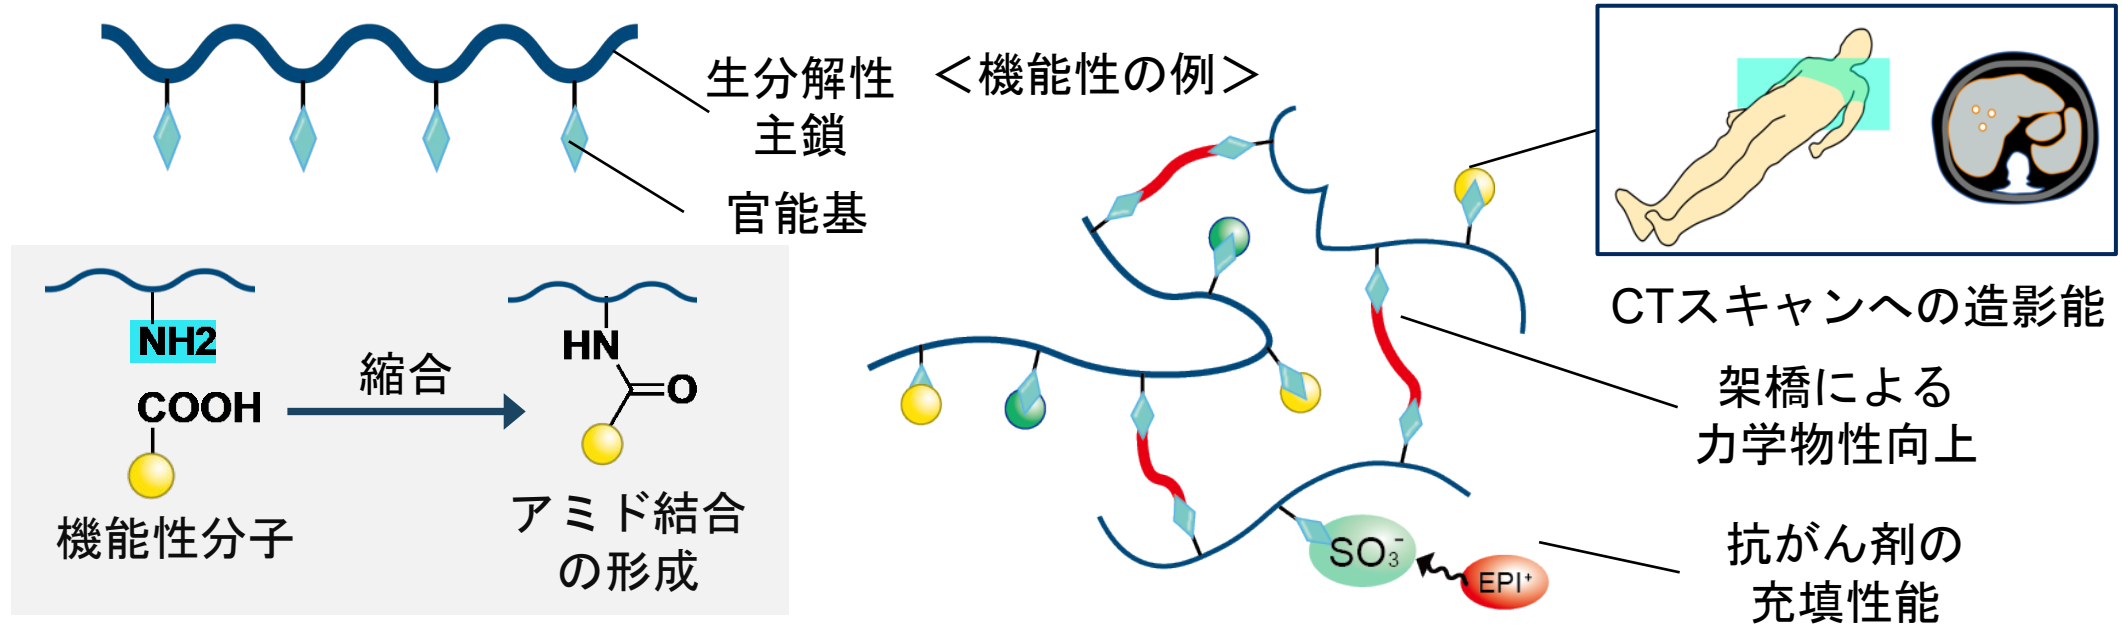 生分解性
主鎖
官能基
NH2
COOH
機能性分子
縮合
HN
O
アミド結合
の形成
＜機能性の例＞
CTスキャンへの造影能
架橋による
力学物性向上
SO₃⁻
EPI⁺
抗がん剤の
充填性能